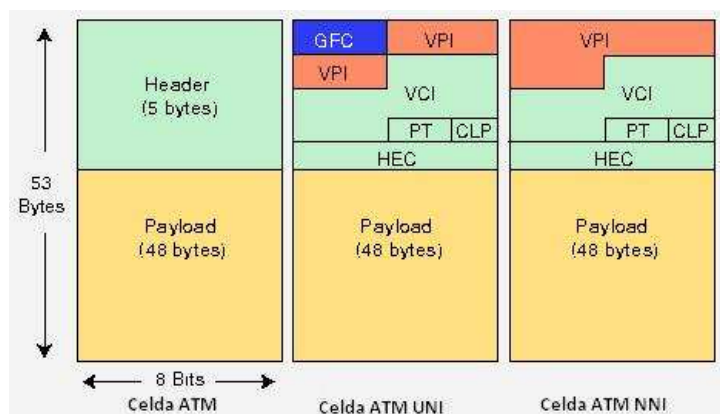 53
Bytes
Header
(5 bytes)
Payload
(48 bytes)
8 Bits
Celda ATM
GFC VPI
VPI
VCI
PT CLP
HEC
Payload
(48 bytes)
Celda ATM UNI
VPI
VCI
PT CLP
HEC
Payload
(48 bytes)
Celda ATM NNI